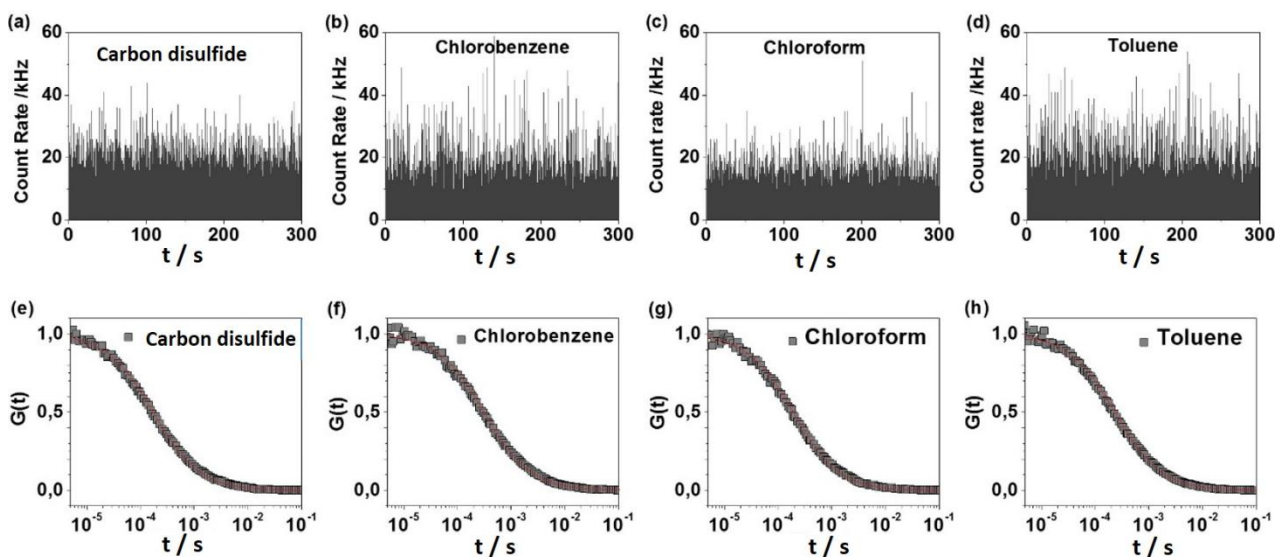 (a)
Carbon disulfide
Count Rate /kHz
60
40
20
0
0 100 200 300
t / s
(b)
Chlorobenzene
Count Rate / kHz
60
40
20
0
0 100 200 300
t / s
(c)
Chloroform
Count Rate / kHz
60
40
20
0
0 100 200 300
t / s
(d)
Toluene
Count rate / kHz
60
40
20
0
0 100 200 300
t / s
(e)
Carbon disulfide
G(t)
1,0
0,5
0,0
10⁻⁵ 10⁻⁴ 10⁻³ 10⁻² 10⁻¹
t / s
(f)
Chlorobenzene
G(t)
1,0
0,5
0,0
10⁻⁵ 10⁻⁴ 10⁻³ 10⁻² 10⁻¹
t / s
(g)
Chloroform
G(t)
1,0
0,5
0,0
10⁻⁵ 10⁻⁴ 10⁻³ 10⁻² 10⁻¹
t / s
(h)
Toluene
G(t)
1,0
0,5
0,0
10⁻⁵ 10⁻⁴ 10⁻³ 10⁻² 10⁻¹
t / s